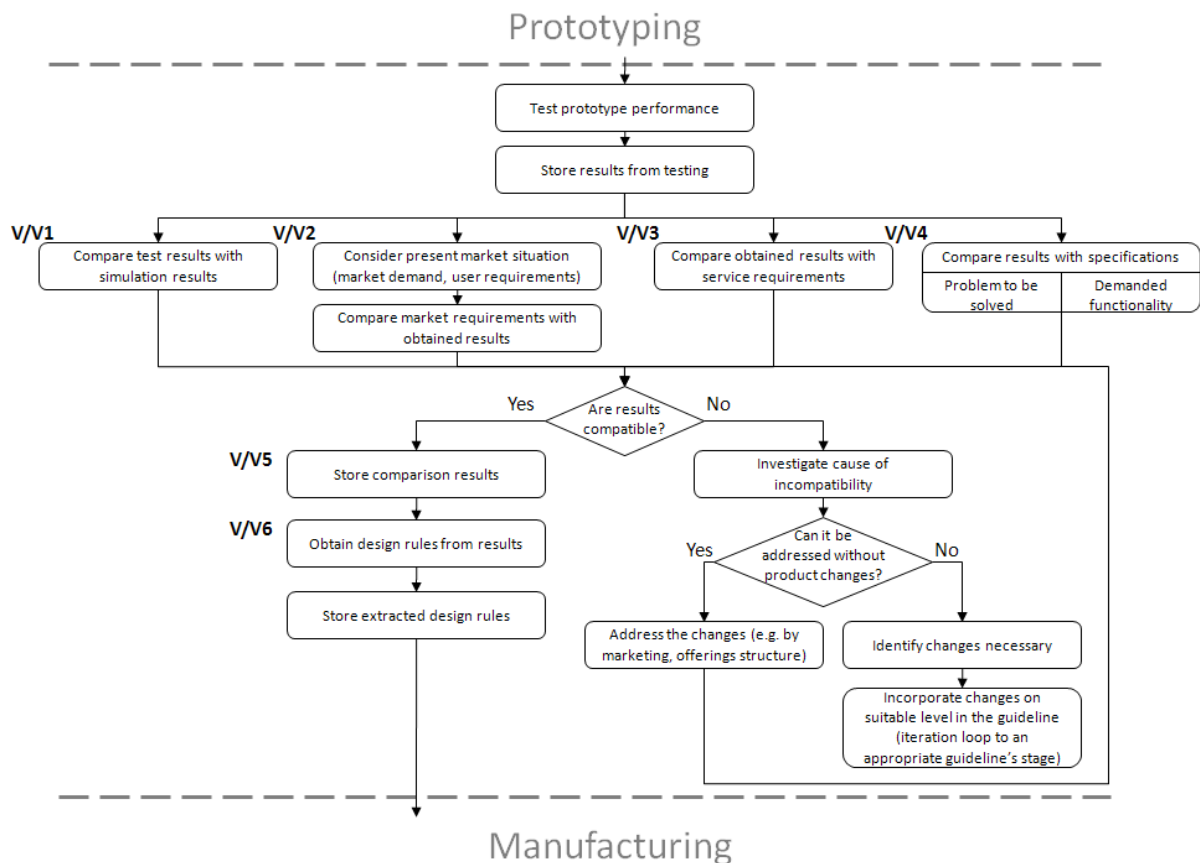 Prototyping
Test prototype performance
Store results from testing
V/V1
V/V2
V/V3
V/V4
Compare test results with
simulation results
Consider present market situation
(market demand, user requirements)
Compare market requirements with
obtained results
Compare obtained results with
service requirements
Compare results with specifications
Problem to be
solved
Demanded
functionality
Are results
compatible?
Yes
No
V/V5
Store comparison results
V/V6
Obtain design rules from results
Store extracted design rules
Investigate cause of
incompatibility
Can it be
addressed without
product changes?
Yes
No
Address the changes (e.g. by
marketing, offerings structure)
Identify changes necessary
Incorporate changes on
suitable level in the guideline
(iteration loop to an
appropriate guideline's stage)
Manufacturing